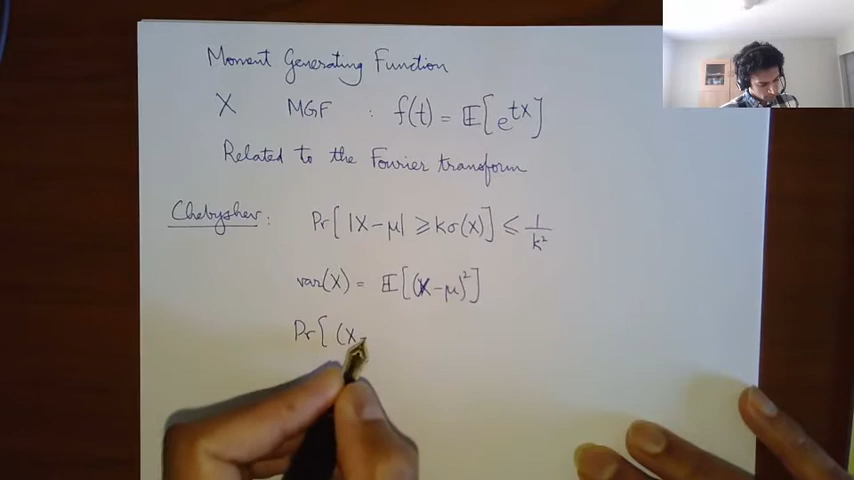 Moment Generating Function
X MGF : f(t) = 𝔼[e^{tX}]
Related to the Fourier transform
Chebyshev: Pr[|X-μ| ≥ kσ(X)] ≤ 1/k²
var(X) = 𝔼[(X-μ)²]
Pr[(X-